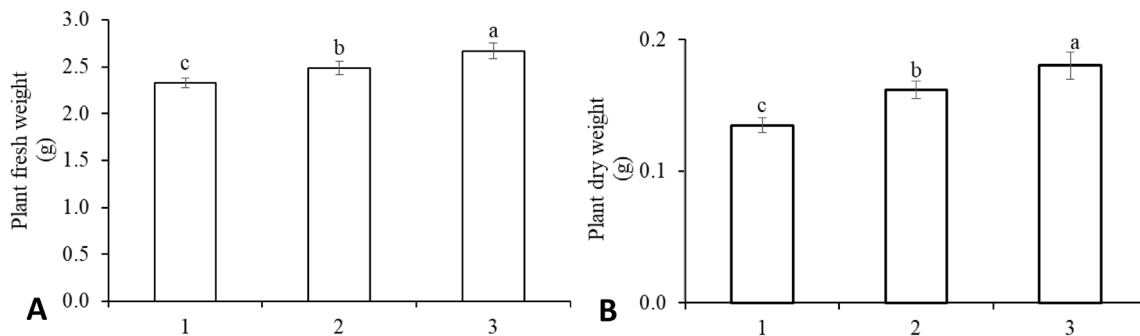 3.0
2.5
2.0
1.5
1.0
0.5
0.0
Plant fresh weight
(g)
c
b
a
1
2
3
A
0.2
0.1
0.0
Plant dry weight
(g)
c
b
a
1
2
3
B